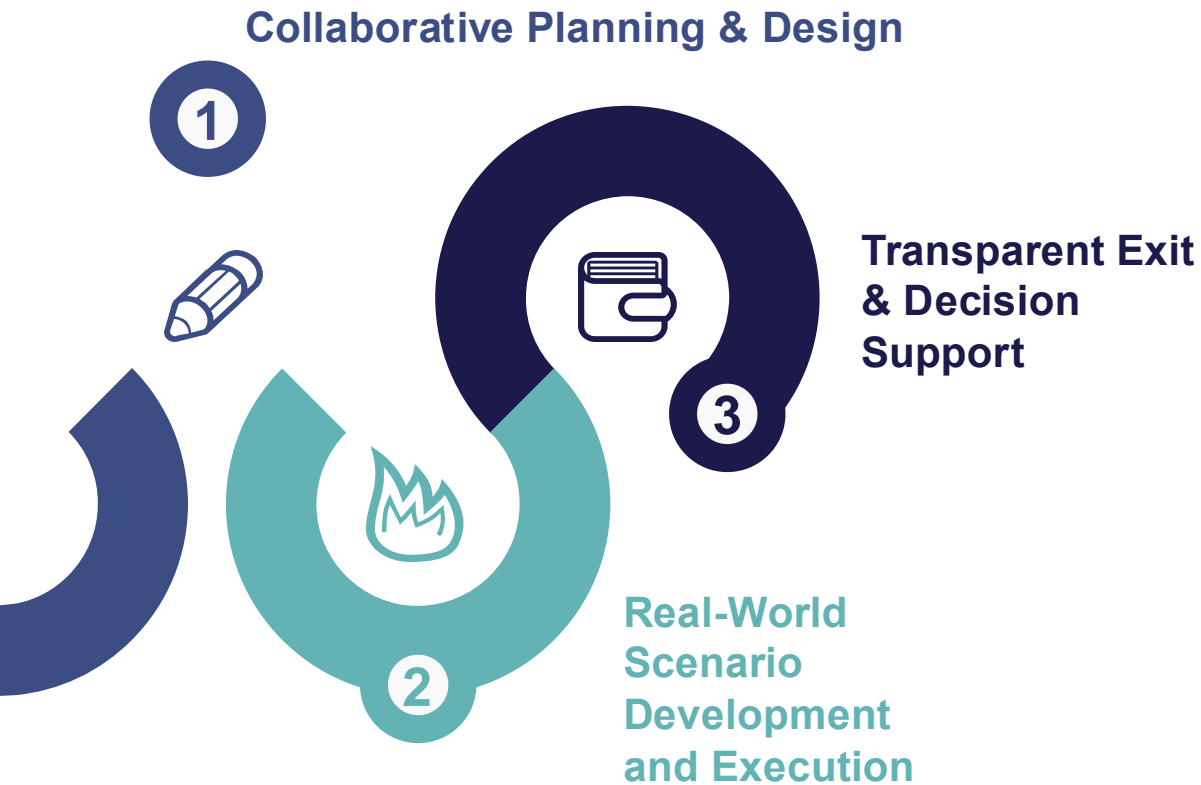 Collaborative Planning & Design
1
Transparent Exit
& Decision
Support
3
Real-World
Scenario
Development
and Execution
2